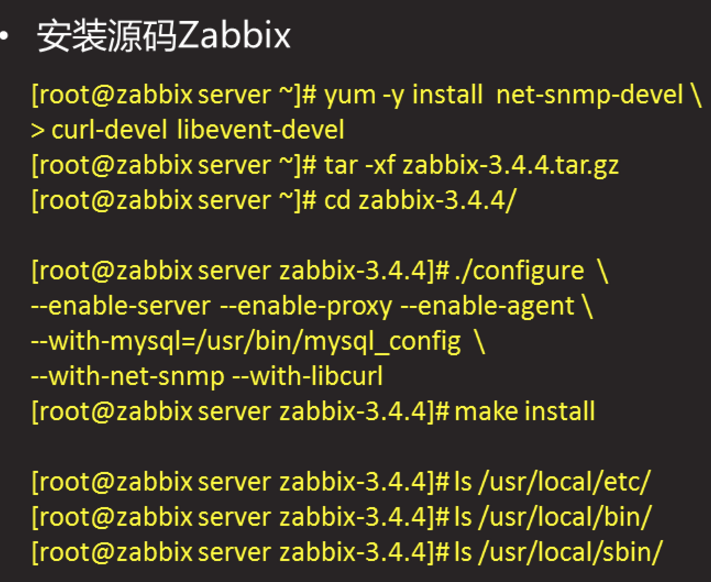 • 安装源码Zabbix
[root@zabbix server ~]# yum -y install net-snmp-devel \
> curl-devel libevent-devel
[root@zabbix server ~]# tar -xf zabbix-3.4.4.tar.gz
[root@zabbix server ~]# cd zabbix-3.4.4/
[root@zabbix server zabbix-3.4.4]# ./configure \
--enable-server --enable-proxy --enable-agent \
--with-mysql=/usr/bin/mysql_config \
--with-net-snmp --with-libcurl
[root@zabbix server zabbix-3.4.4]# make install
[root@zabbix server zabbix-3.4.4]# ls /usr/local/etc/
[root@zabbix server zabbix-3.4.4]# ls /usr/local/bin/
[root@zabbix server zabbix-3.4.4]# ls /usr/local/sbin/